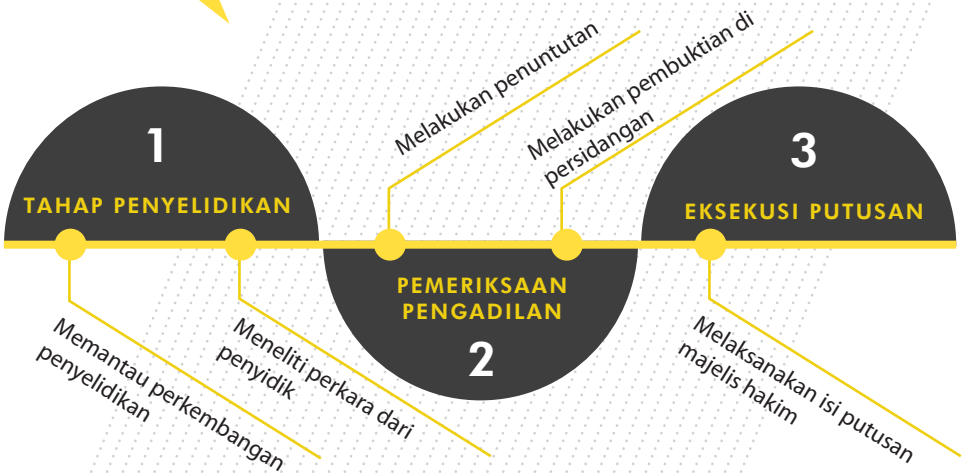 1
TAHAP PENYELIDIKAN
Memantau perkembangan
penyelidikan
Meneliti perkara dari
penyidik
Melakukan penuntutan
Melakukan pembuktian di
persidangan
PEMERIKSAAN
PENGADILAN
2
3
EKSEKUSI PUTUSAN
Melaksanakan isi putusan
majelis hakim